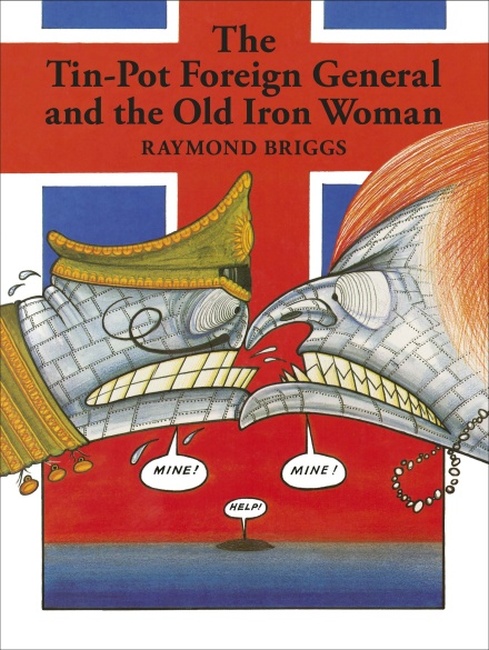 The
Tin-Pot Foreign General
and the Old Iron Woman
RAYMOND BRIGGS
MINE!
MINE!
HELP!